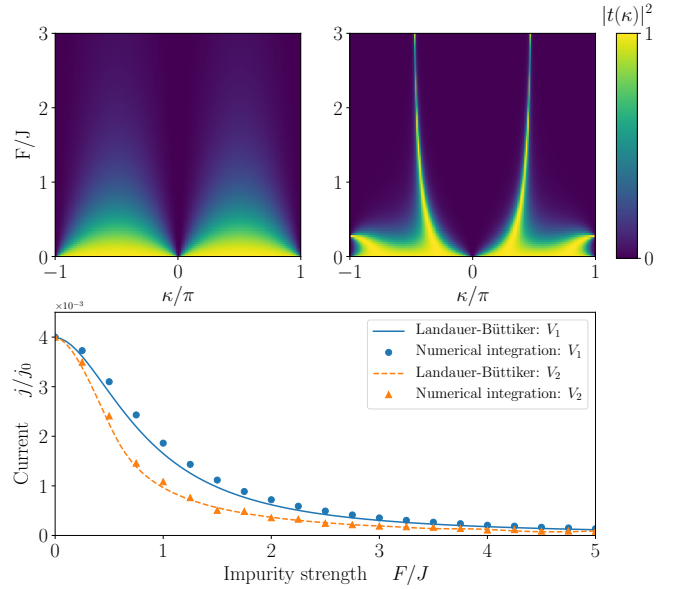 |t(κ)|²
3
2
1
0
F/J
−1
0
1
κ/π
3
2
1
0
−1
0
1
κ/π
1
0
×10⁻³
4
3
2
1
0
Current j/j₀
Landauer-Büttiker: V₁
Numerical integration: V₁
Landauer-Büttiker: V₂
Numerical integration: V₂
0
1
2
3
4
5
Impurity strength F/J